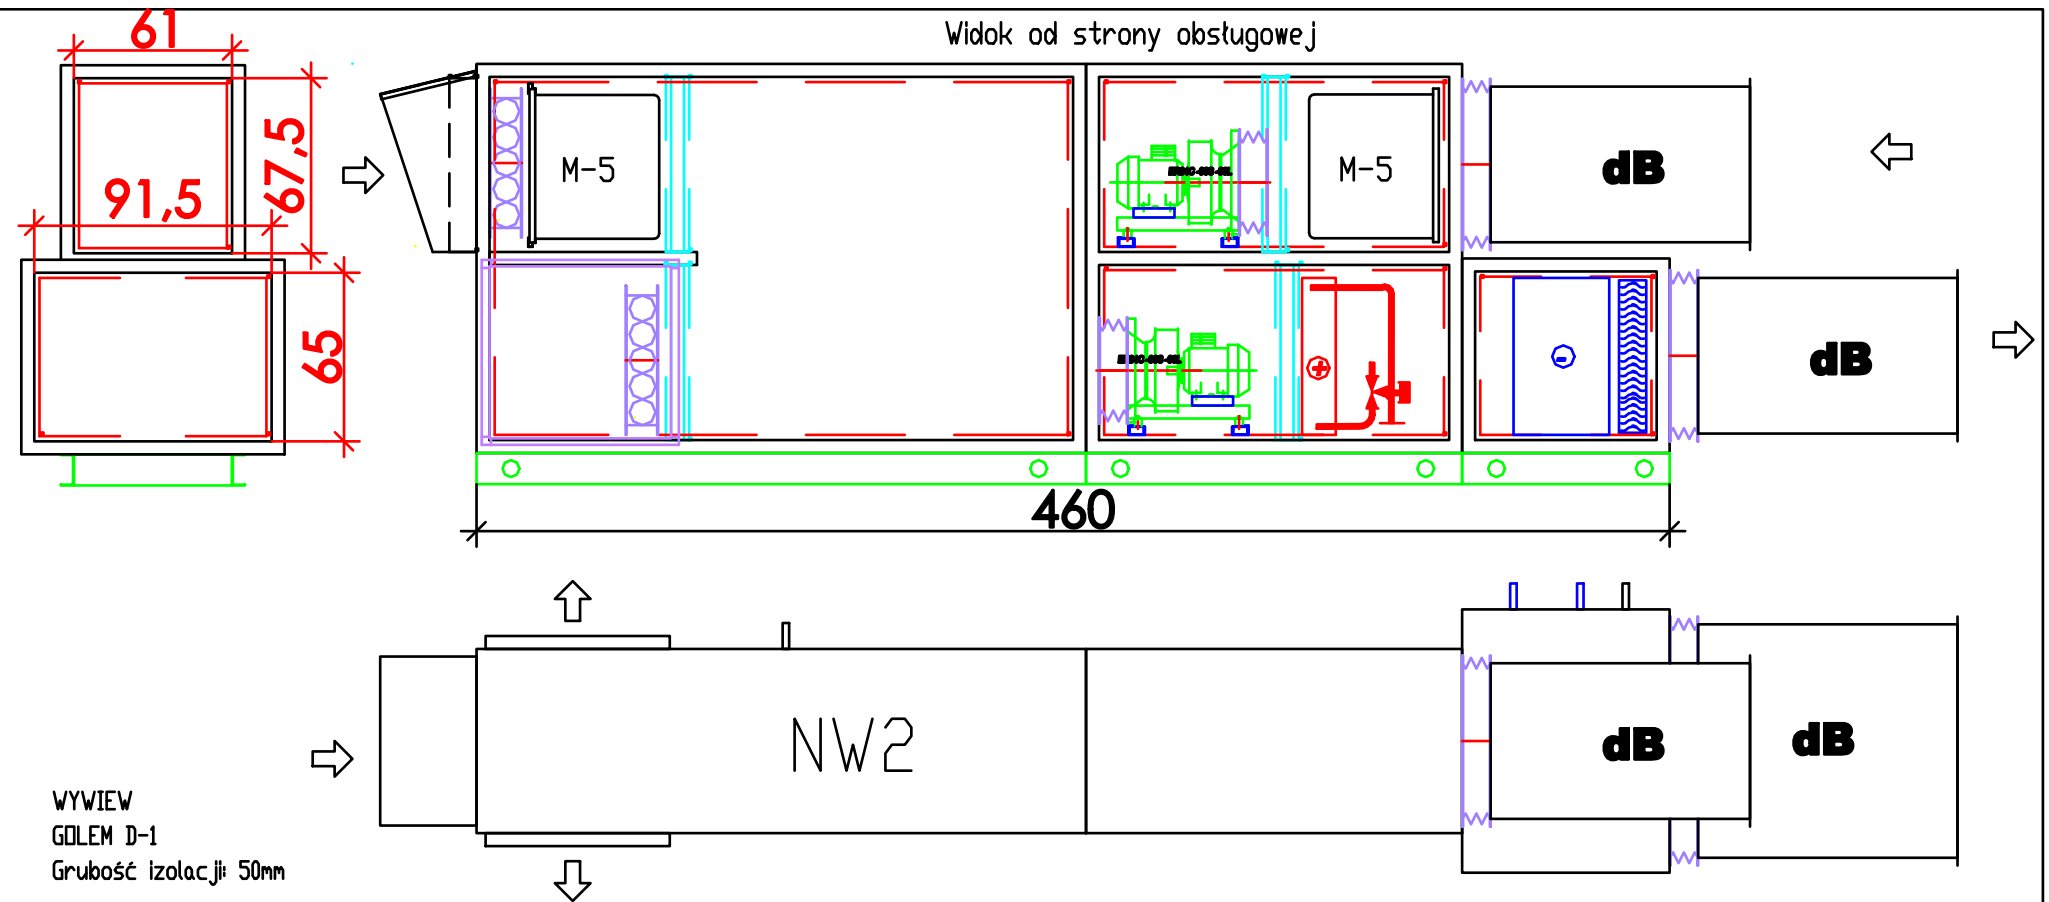 61
Widok od strony obsługowej
67,5
91,5
M-5
M-5
dB
65
dB
460
NW2
dB
dB
WYWIEW
GOLEM D-1
Grubość izolacji: 50mm